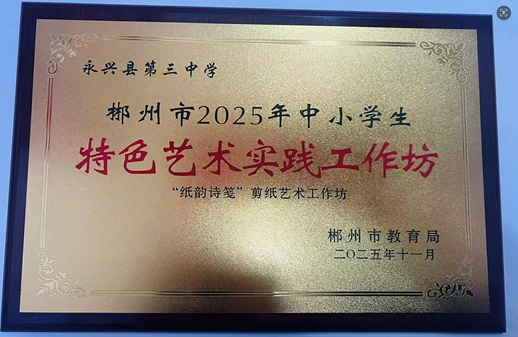 永兴县第三中学
郴州市2025年中小学生
特色艺术实践工作坊
“纸韵诗笺”剪纸艺术工作坊
郴州市教育局
二〇二五年十一月